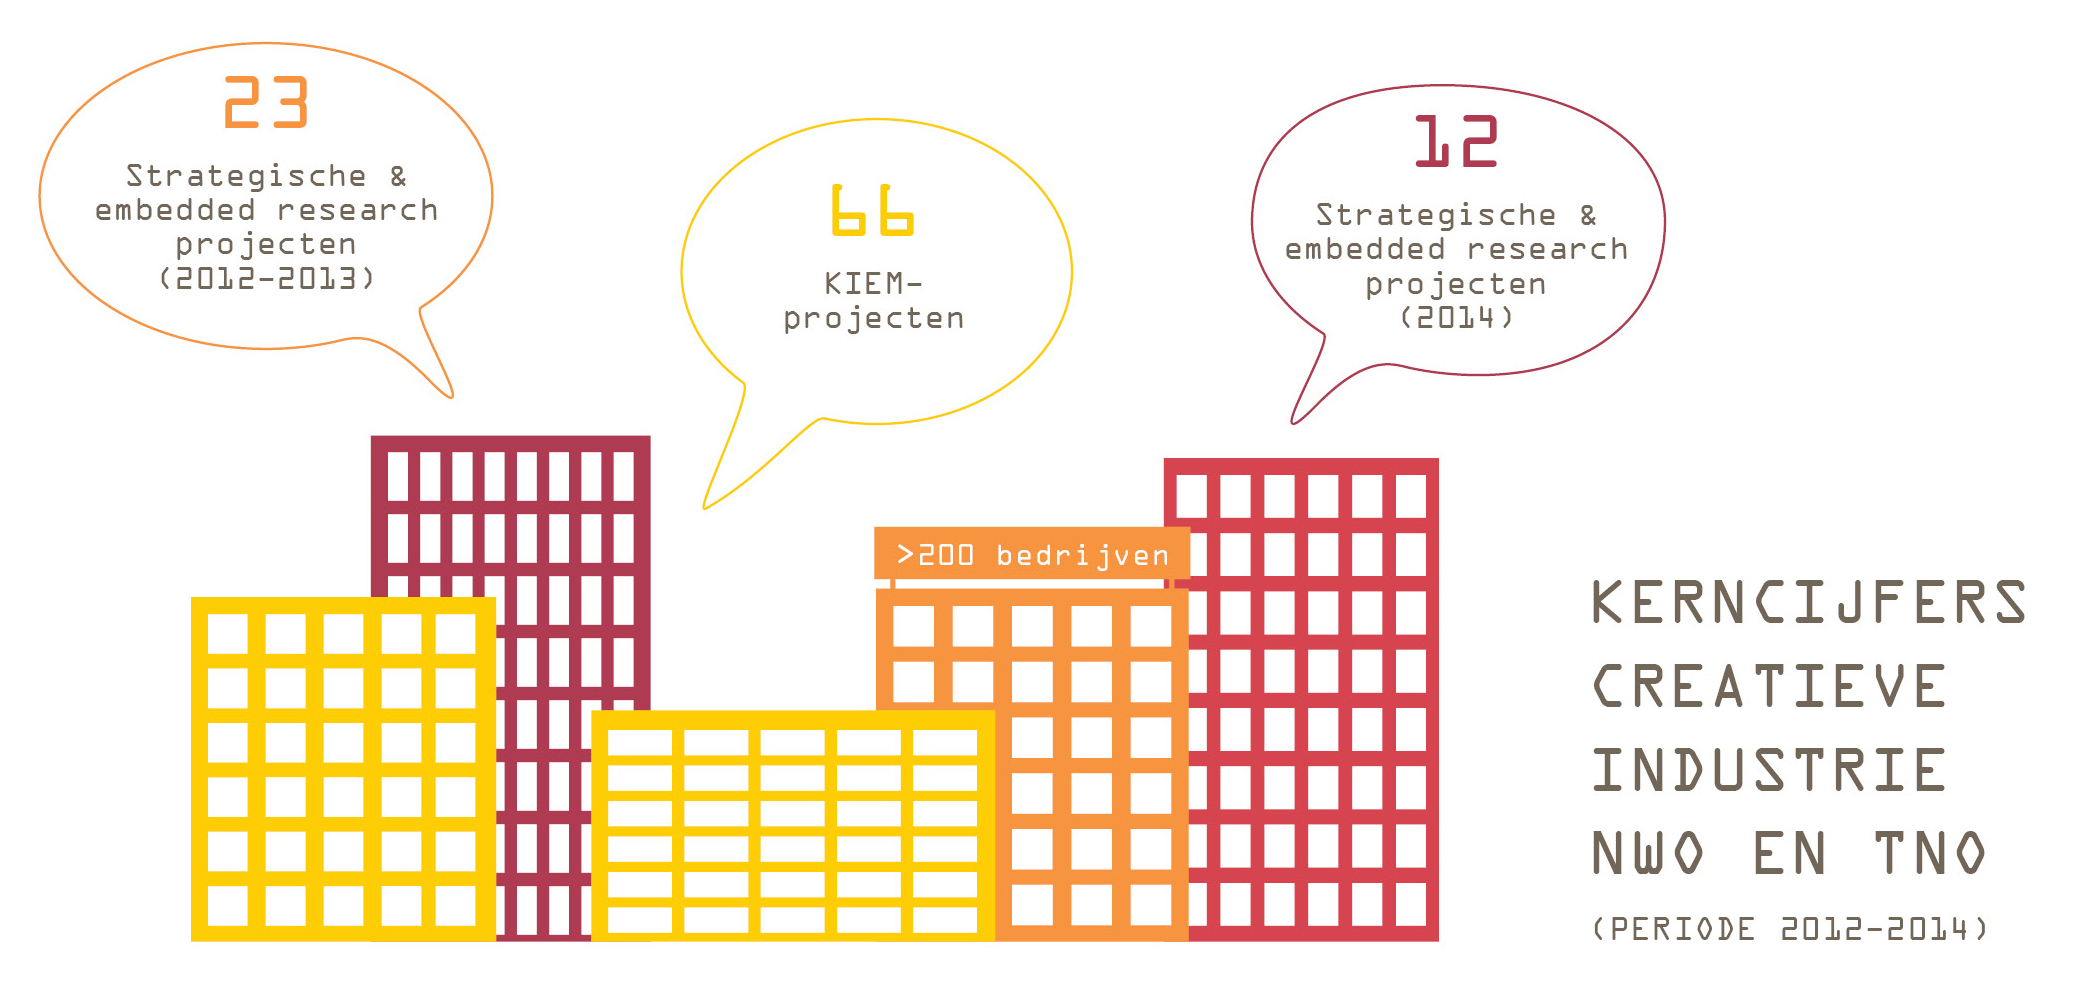 23
Strategische &
embedded research
projecten
(2012-2013)
66
KIEM-
projecten
12
Strategische &
embedded research
projecten
(2014)
>200 bedrijven
KERNCIJFERS
CREATIEVE
INDUSTRIE
NWO EN TNO
(PERIODE 2012-2014)